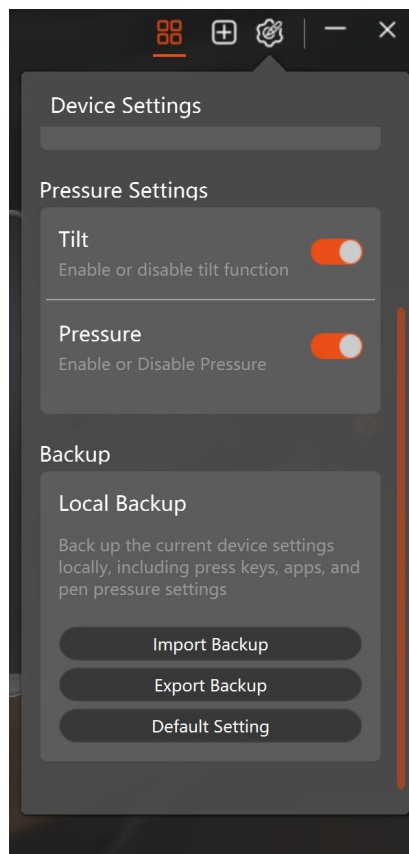 Device Settings
Pressure Settings
Tilt
Enable or disable tilt function
Pressure
Enable or Disable Pressure
Backup
Local Backup
Back up the current device settings
locally, including press keys, apps, and
pen pressure settings
Import Backup
Export Backup
Default Setting